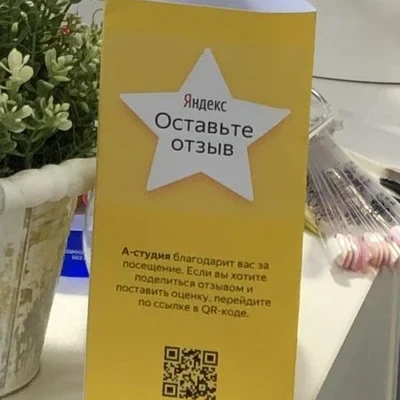 Яндекс
Оставьте
отзыв
А-студия благодарит вас за
посещение. Если вы хотите
поделиться отзывом и
поставить оценку, перейдите
по ссылке в QR-коде.